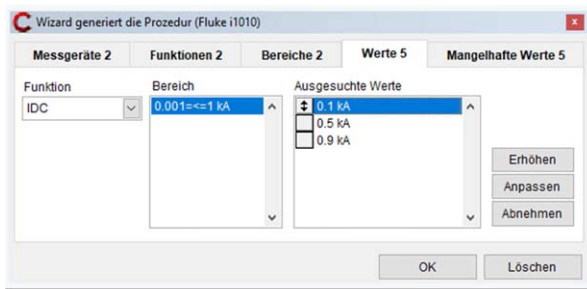 Wizard generiert die Prozedur (Fluke i1010)
Messgeräte 2 Funktionen 2 Bereiche 2 Werte 5 Mangelhafte Werte 5
Funktion Bereich Ausgesuchte Werte
IDC 0.001=<=1 kA 0.1 kA
0.5 kA
0.9 kA
Erhöhen
Anpassen
Abnehmen
OK Löschen